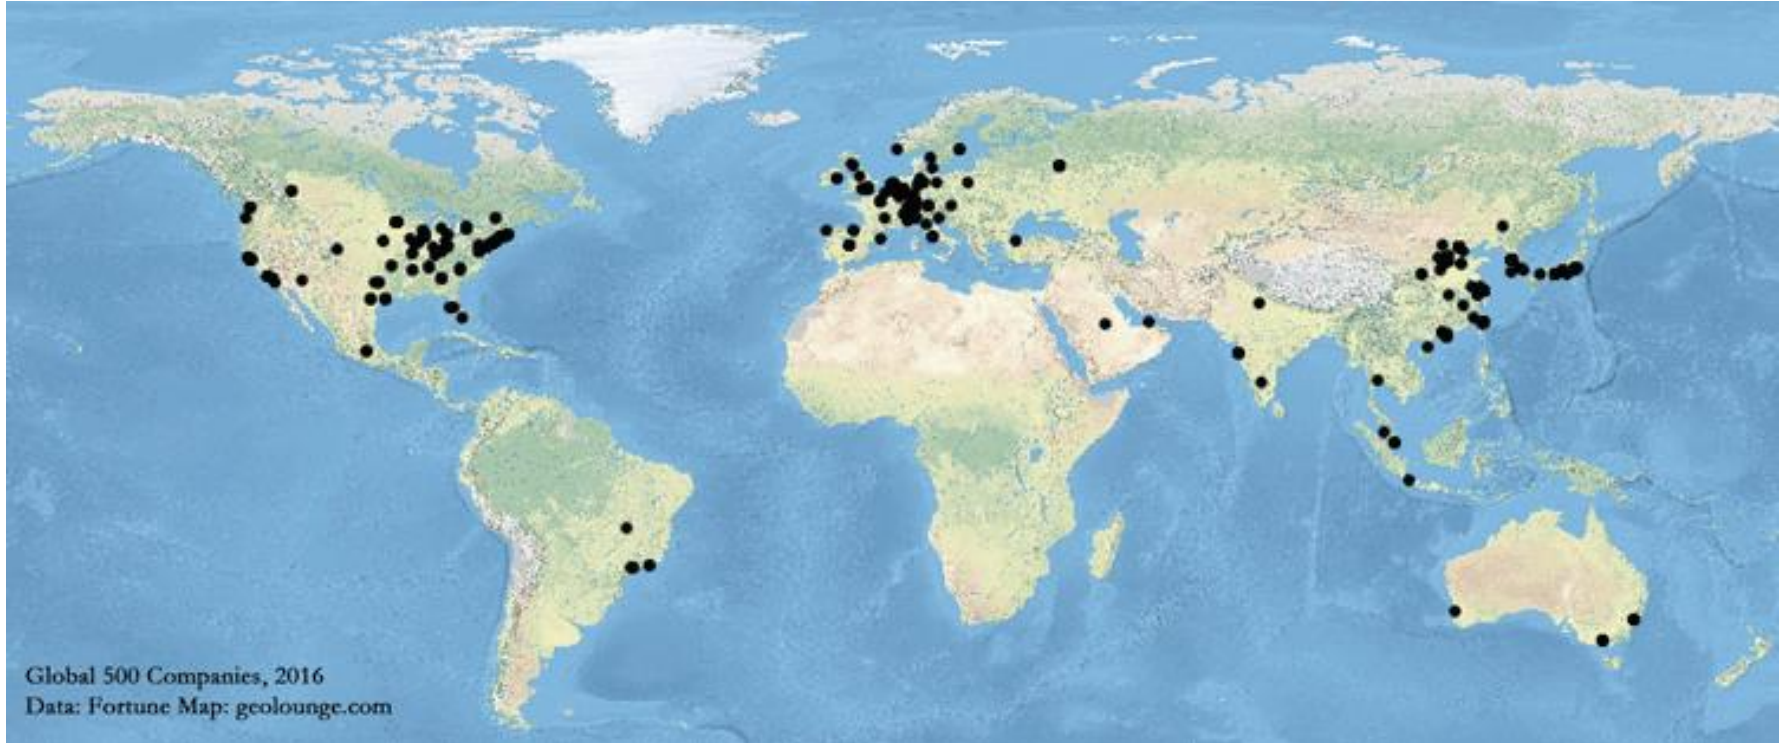 Global 500 Companies, 2016
Data: Fortune Map: geolounge.com